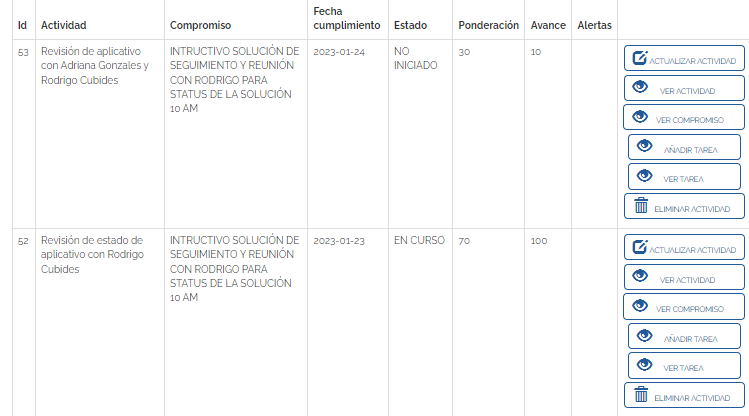 Id Actividad Compromiso Fecha cumplimiento Estado Ponderación Avance Alertas
53 Revisión de aplicativo INTRUCTIVO SOLUCIÓN DE 2023-01-24 NO 30 10
con Adriana Gonzales y SEGUIMIENTO Y REUNIÓN INICIADO
Rodrigo Cubides CON RODRIGO PARA
STATUS DE LA SOLUCIÓN
10 AM
ACTUALIZAR ACTIVIDAD
VER ACTIVIDAD
VER COMPROMISO
AÑADIR TAREA
VER TAREA
ELIMINAR ACTIVIDAD
52 Revisión de estado de INTRUCTIVO SOLUCIÓN DE 2023-01-23 EN CURSO 70 100
aplicativo con Rodrigo SEGUIMIENTO Y REUNIÓN
Cubides CON RODRIGO PARA
STATUS DE LA SOLUCIÓN
10 AM
ACTUALIZAR ACTIVIDAD
VER ACTIVIDAD
VER COMPROMISO
AÑADIR TAREA
VER TAREA
ELIMINAR ACTIVIDAD